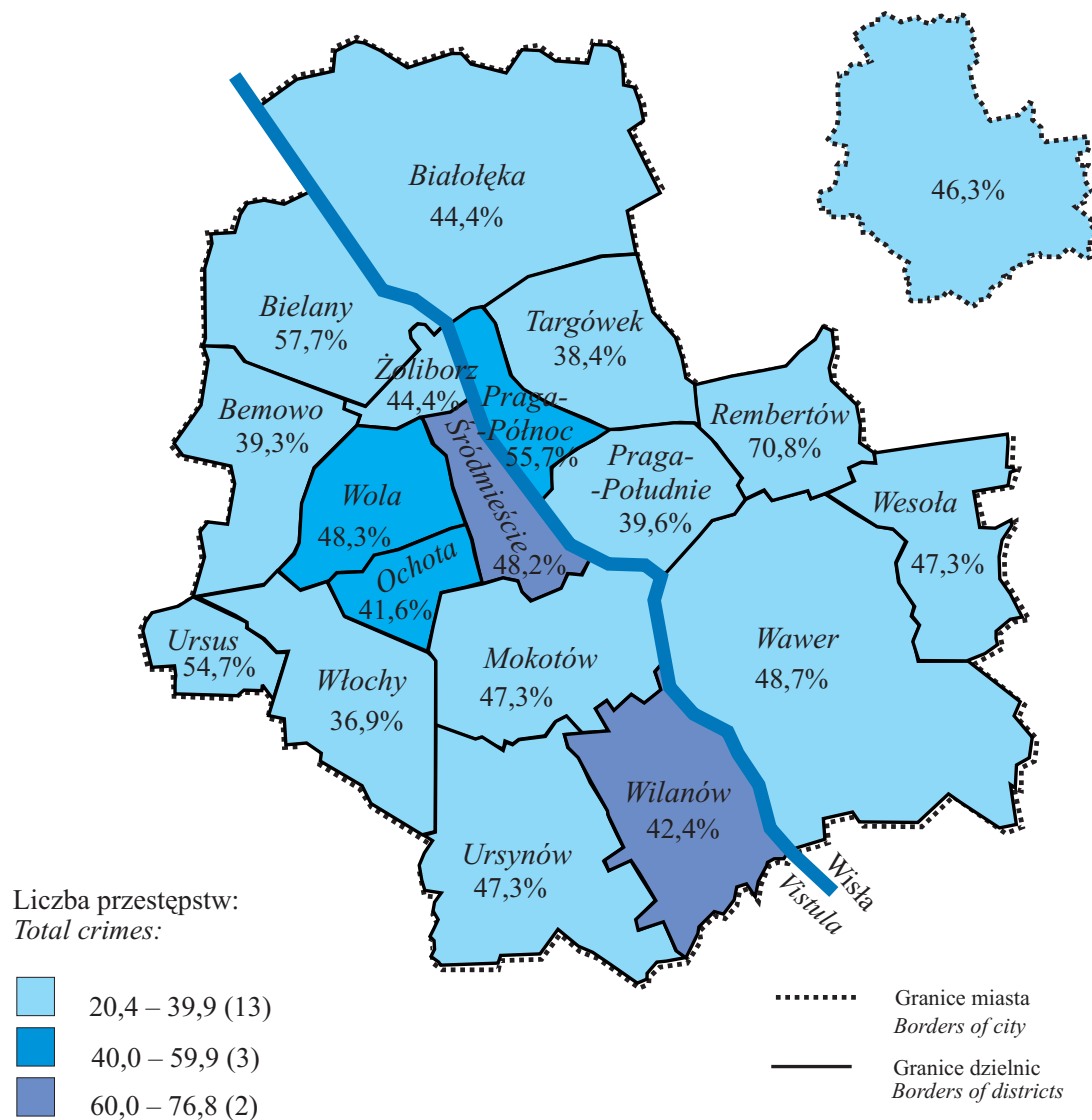 Białołęka
44,4%
46,3%
Bielany
57,7%
Targówek
38,4%
Żoliborz
44,4%
Praga-
-Północ
55,7%
Bemowo
39,3%
Rembertów
70,8%
Śródmieście
48,2%
Praga-
-Południe
39,6%
Wesoła
47,3%
Wola
48,3%
Ochota
41,6%
Ursus
54,7%
Włochy
36,9%
Mokotów
47,3%
Wawer
48,7%
Wilanów
42,4%
Ursynów
47,3%
Wisła
Vistula
Liczba przestępstw:
Total crimes:
20,4 – 39,9 (13)
40,0 – 59,9 (3)
60,0 – 76,8 (2)
Granice miasta
Borders of city
Granice dzielnic
Borders of districts